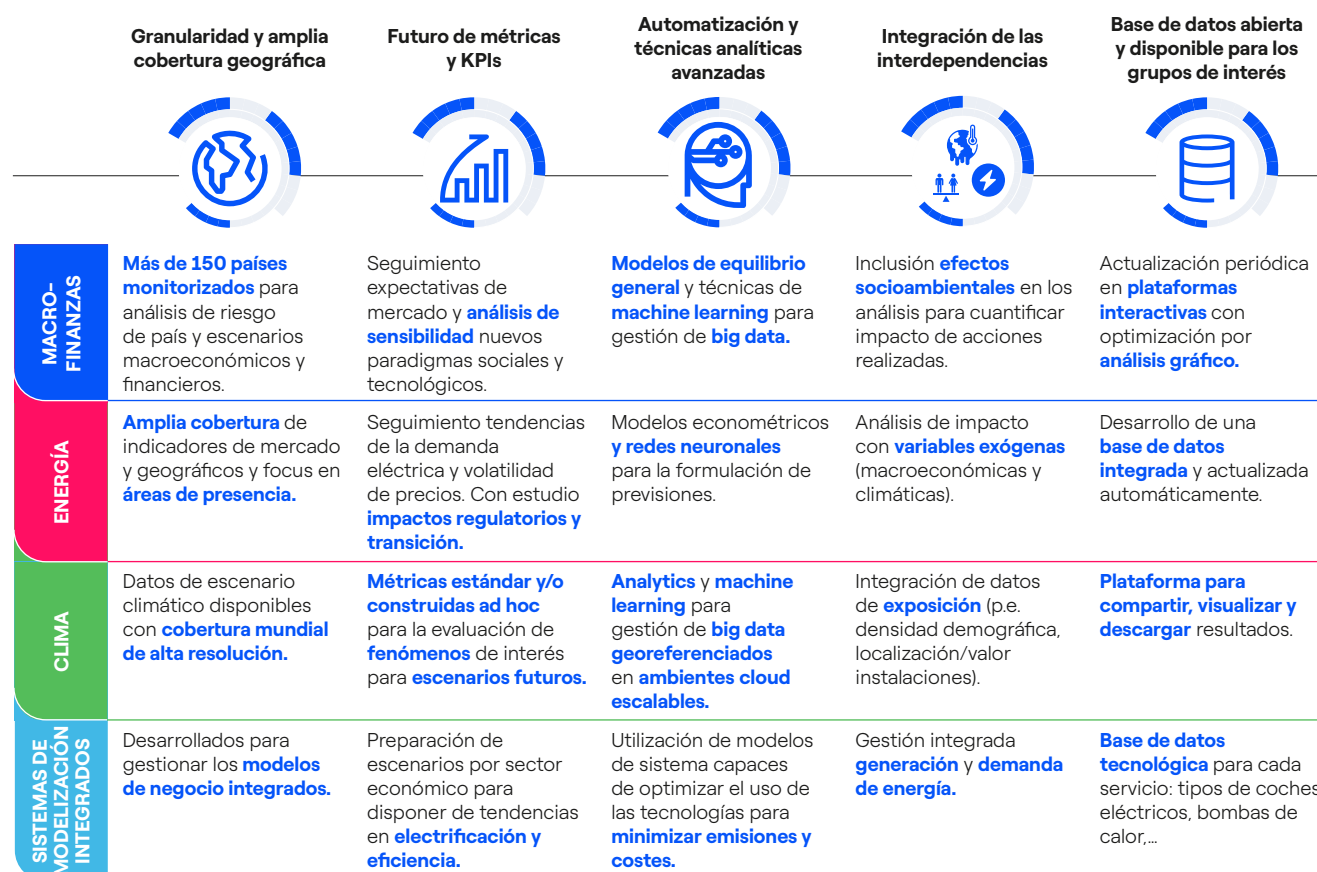 Granularidad y amplia
cobertura geográfica
Futuro de métricas
y KPIs
Automatización y
técnicas analíticas
avanzadas
Integración de las
interdependencias
Base de datos abierta
y disponible para los
grupos de interés
MACRO-
FINANZAS
Más de 150 países
monitorizados para
análisis de riesgo
de país y escenarios
macroeconómicos y
financieros.
Seguimiento
expectativas de
mercado y análisis de
sensibilidad nuevos
paradigmas sociales y
tecnológicos.
Modelos de equilibrio
general y técnicas de
machine learning para
gestión de big data.
Inclusión efectos
socioambientales en los
análisis para cuantificar
impacto de acciones
realizadas.
Actualización periódica
en plataformas
interactivas con
optimización por
análisis gráfico.
ENERGÍA
Amplia cobertura de
indicadores de mercado
y geográficos y focus en
áreas de presencia.
Seguimiento tendencias
de la demanda
eléctrica y volatilidad
de precios. Con estudio
impactos regulatorios y
transición.
Modelos econométricos
y redes neuronales
para la formulación de
previsiones.
Análisis de impacto
con variables exógenas
(macroeconómicas y
climáticas).
Desarrollo de una
base de datos
integrada y actualizada
automáticamente.
CLIMA
Datos de escenario
climático disponibles
con cobertura mundial
de alta resolución.
Métricas estándar y/o
construidas ad hoc
para la evaluación de
fenómenos de interés
para escenarios futuros.
Analytics y machine
learning para
gestión de big data
georeferenciados
en ambientes cloud
escalables.
Integración de datos
de exposición (p.e.
densidad demográfica,
localización/valor
instalaciones).
Plataforma para
compartir, visualizar y
descargar resultados.
SISTEMAS DE
MODELIZACIÓN
INTEGRADOS
Desarrollados para
gestionar los modelos
de negocio integrados.
Preparación de
escenarios por sector
económico para
disponer de tendencias
en electrificación y
eficiencia.
Utilización de modelos
de sistema capaces
de optimizar el uso de
las tecnologías para
minimizar emisiones y
costes.
Gestión integrada
generación y demanda
de energía.
Base de datos
tecnológica para cada
servicio: tipos de coches
eléctricos, bombas de
calor,...